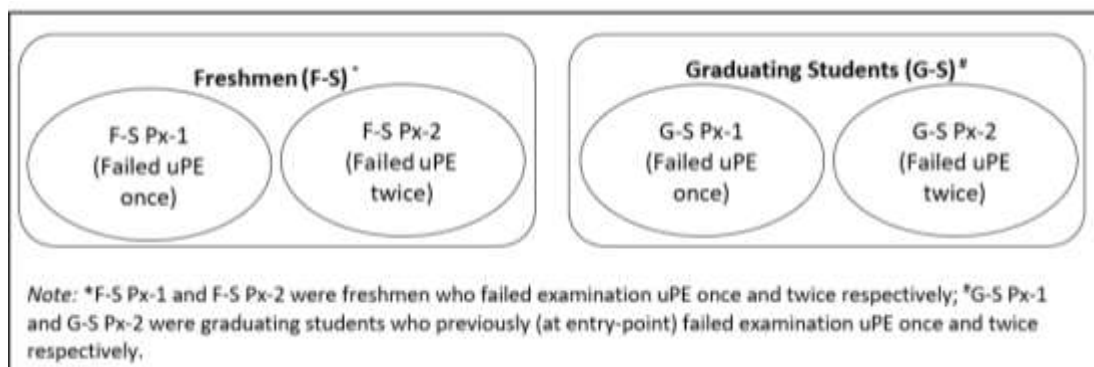 Freshmen (F-S)*
Graduating Students (G-S)#
F-S Px-1
(Failed uPE
once)
F-S Px-2
(Failed uPE
twice)
G-S Px-1
(Failed uPE
once)
G-S Px-2
(Failed uPE
twice)
Note: *F-S Px-1 and F-S Px-2 were freshmen who failed examination uPE once and twice respectively; #G-S Px-1
and G-S Px-2 were graduating students who previously (at entry-point) failed examination uPE once and twice
respectively.